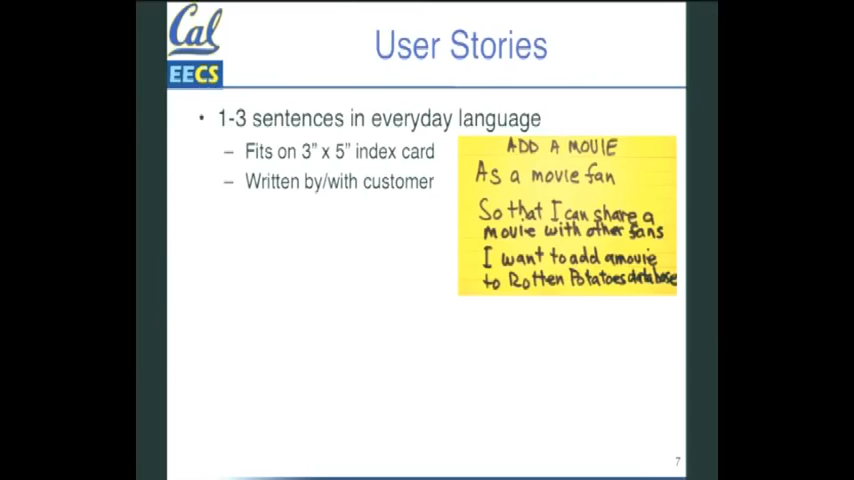 Cal
EECS
User Stories
• 1-3 sentences in everyday language
– Fits on 3” x 5” index card
– Written by/with customer
ADD A MOVIE
As a movie fan
So that I can share a
movie with other fans
I want to add a movie
to Rotten Potatoes database
7